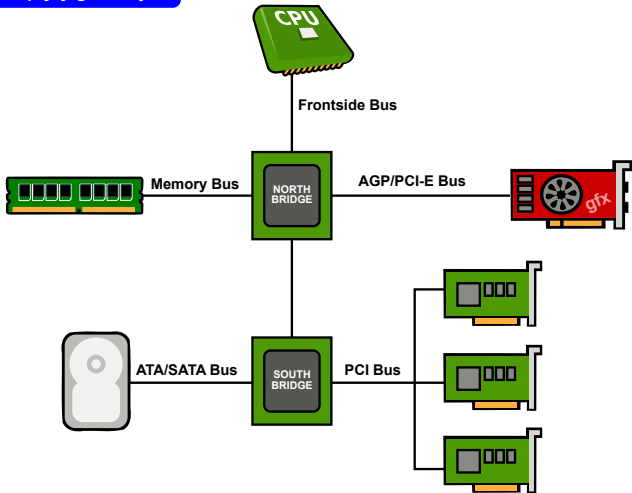 CPU
Frontside Bus
Memory Bus
NORTH
BRIDGE
AGP/PCI-E Bus
gfx
ATA/SATA Bus
SOUTH
BRIDGE
PCI Bus